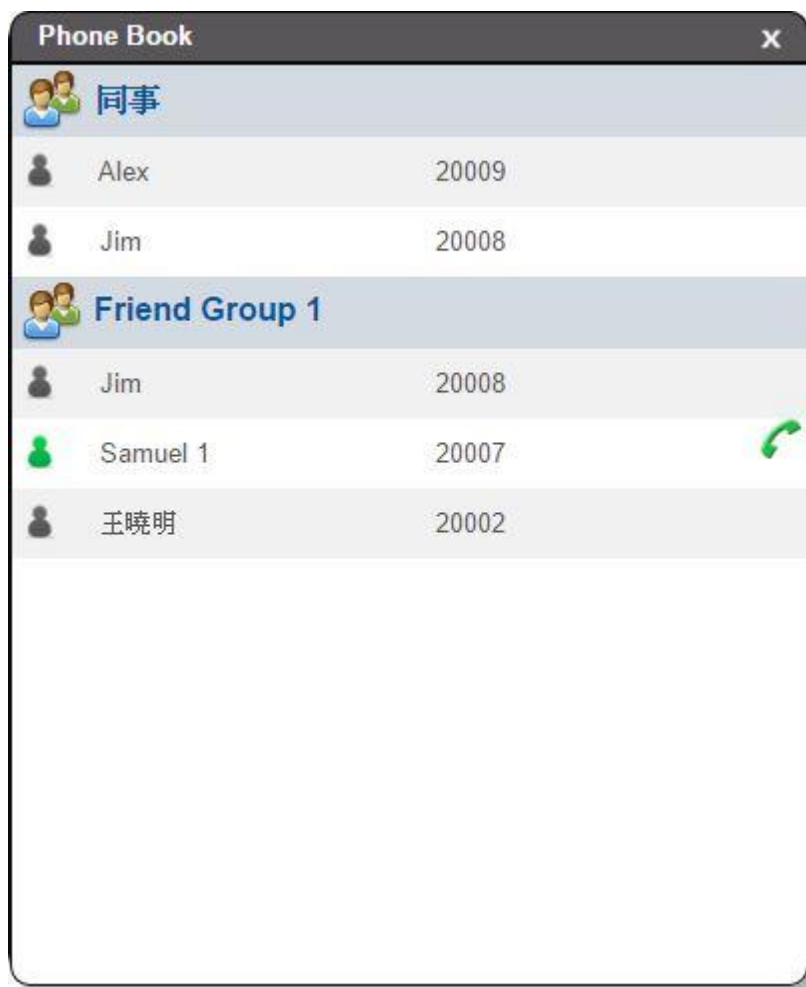 Phone Book x
同事
Alex 20009
Jim 20008
Friend Group 1
Jim 20008
Samuel 1 20007
王曉明 20002